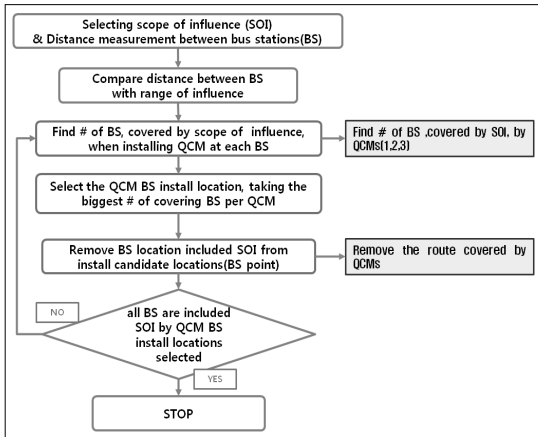 Selecting scope of influence (SOI)
& Distance measurement between bus stations(BS)
Compare distance between BS
with range of influence
Find # of BS, covered by scope of influence,
when installing QCM at each BS
Find # of BS ,covered by SOI, by
QCMs(1,2,3)
Select the QCM BS install location, taking the
biggest # of covering BS per QCM
Remove BS location included SOI from
install candidate locations(BS point)
Remove the route covered by
QCMs
NO
all BS are included
SOI by QCM BS
install locations
selected
YES
STOP